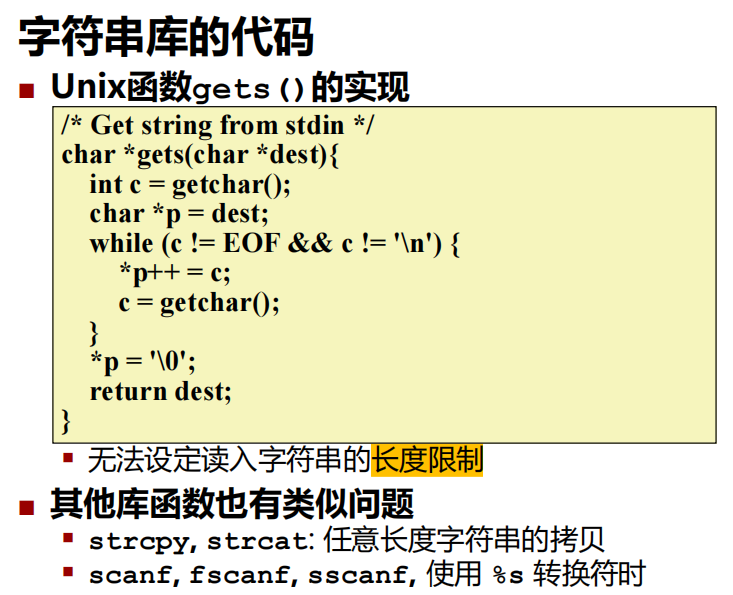 字符串库的代码
Unix函数gets()的实现
/* Get string from stdin */
char *gets(char *dest){
int c = getchar();
char *p = dest;
while (c != EOF && c != '\n') {
*p++ = c;
c = getchar();
}
*p = '\0';
return dest;
}
无法设定读入字符串的长度限制
其他库函数也有类似问题
strcpy, strcat: 任意长度字符串的拷贝
scanf, fscanf, sscanf, 使用 %s 转换符时